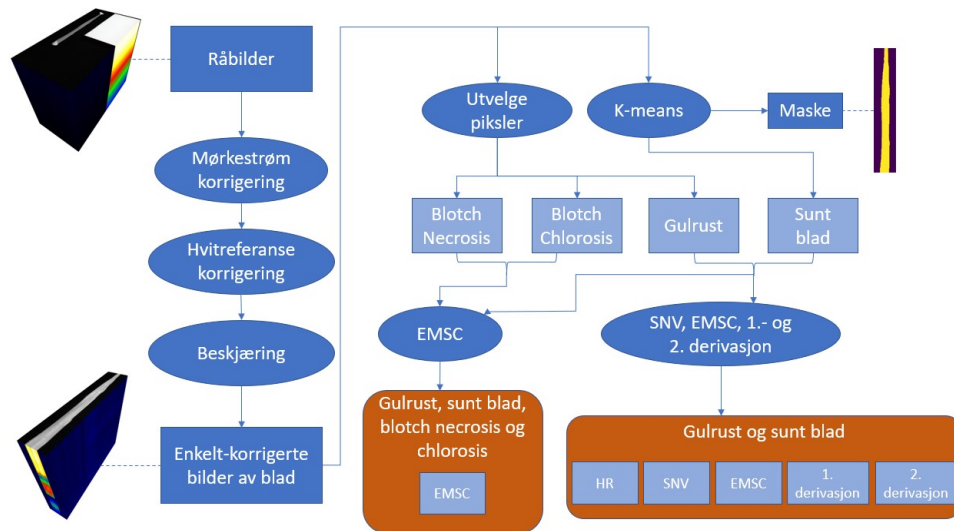 Råbilder
Mørkestrøm
korrigering
Hvitreferanse
korrigering
Beskjæring
Enkelt-korrigerte
bilder av blad
Utvelge
piksler
K-means
Maske
Blotch
Necrosis
Blotch
Chlorosis
Gulrust
Sunt
blad
EMSC
SNV, EMSC, 1.- og
2. derivasjon
Gulrust, sunt blad,
blotch necrosis og
chlorosis
EMSC
Gulrust og sunt blad
HR
SNV
EMSC
1.
derivasjon
2.
derivasjon